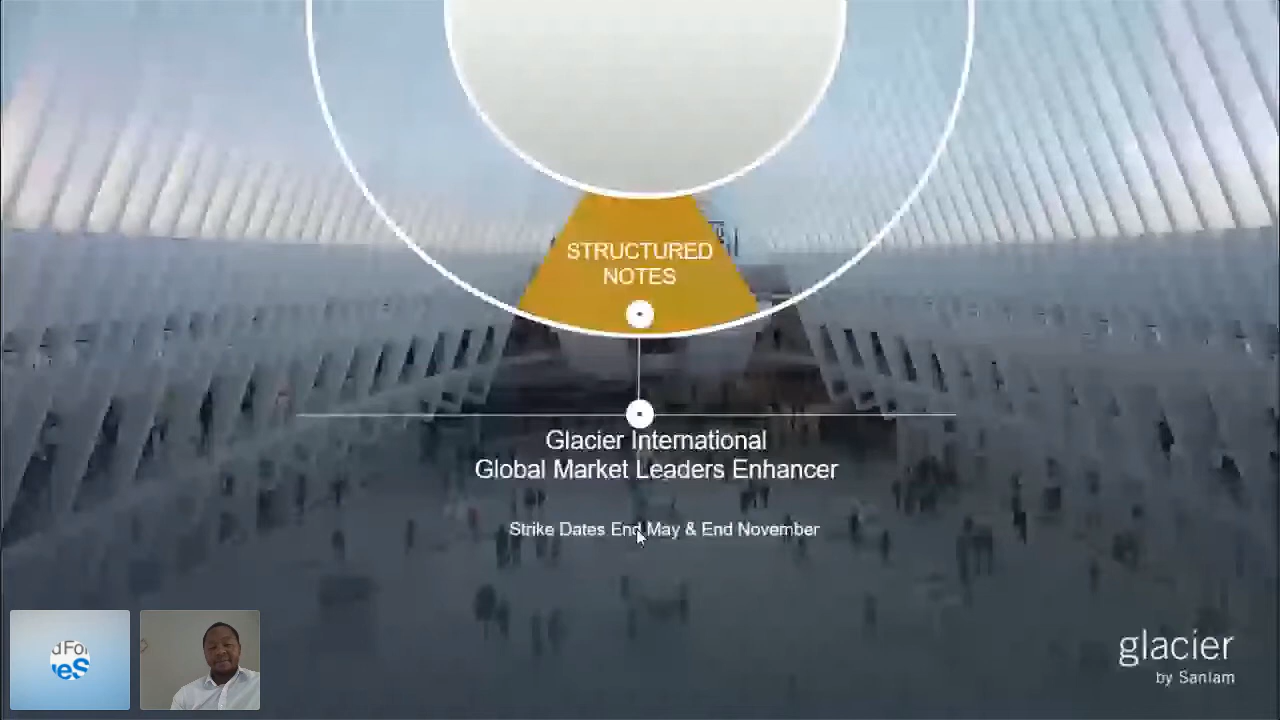 STRUCTURED
NOTES
Glacier International
Global Market Leaders Enhancer
Strike Dates End May & End November
glacier
by Sanlam